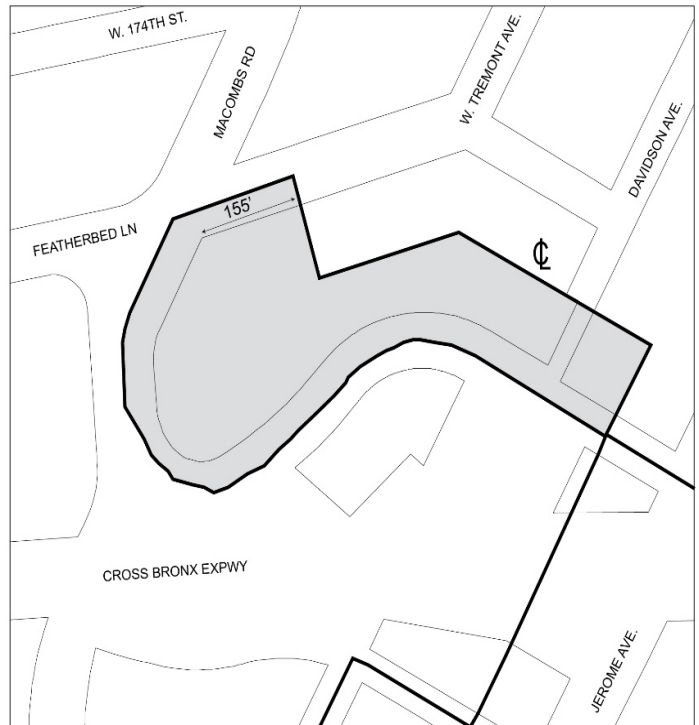 W. 174TH ST.
MACOMBS RD
W. TREMONT AVE.
DAVIDSON AVE.
155'
FEATHERBED LN
℄
CROSS BRONX EXPWY
JEROME AVE.